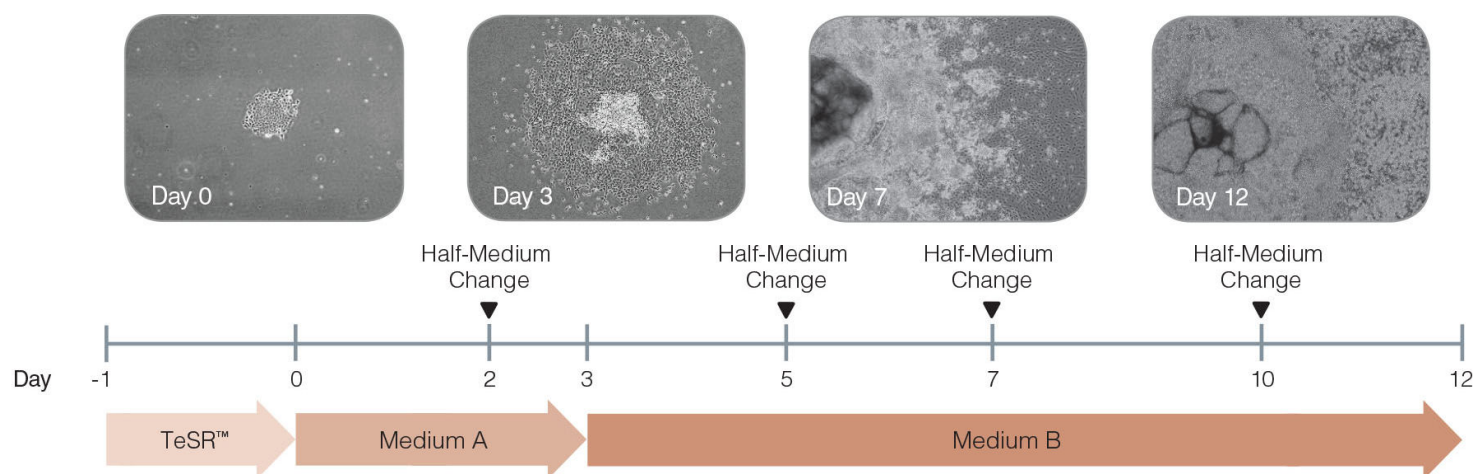 Day 0
Day 3
Day 7
Day 12
Half-Medium
Change
Half-Medium
Change
Half-Medium
Change
Half-Medium
Change
Day -1 0 2 3 5 7 10 12
TeSR™ Medium A Medium B